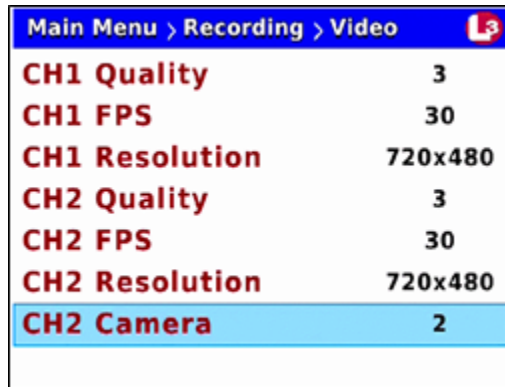 Main Menu > Recording > Video L3
CH1 Quality 3
CH1 FPS 30
CH1 Resolution 720x480
CH2 Quality 3
CH2 FPS 30
CH2 Resolution 720x480
CH2 Camera 2